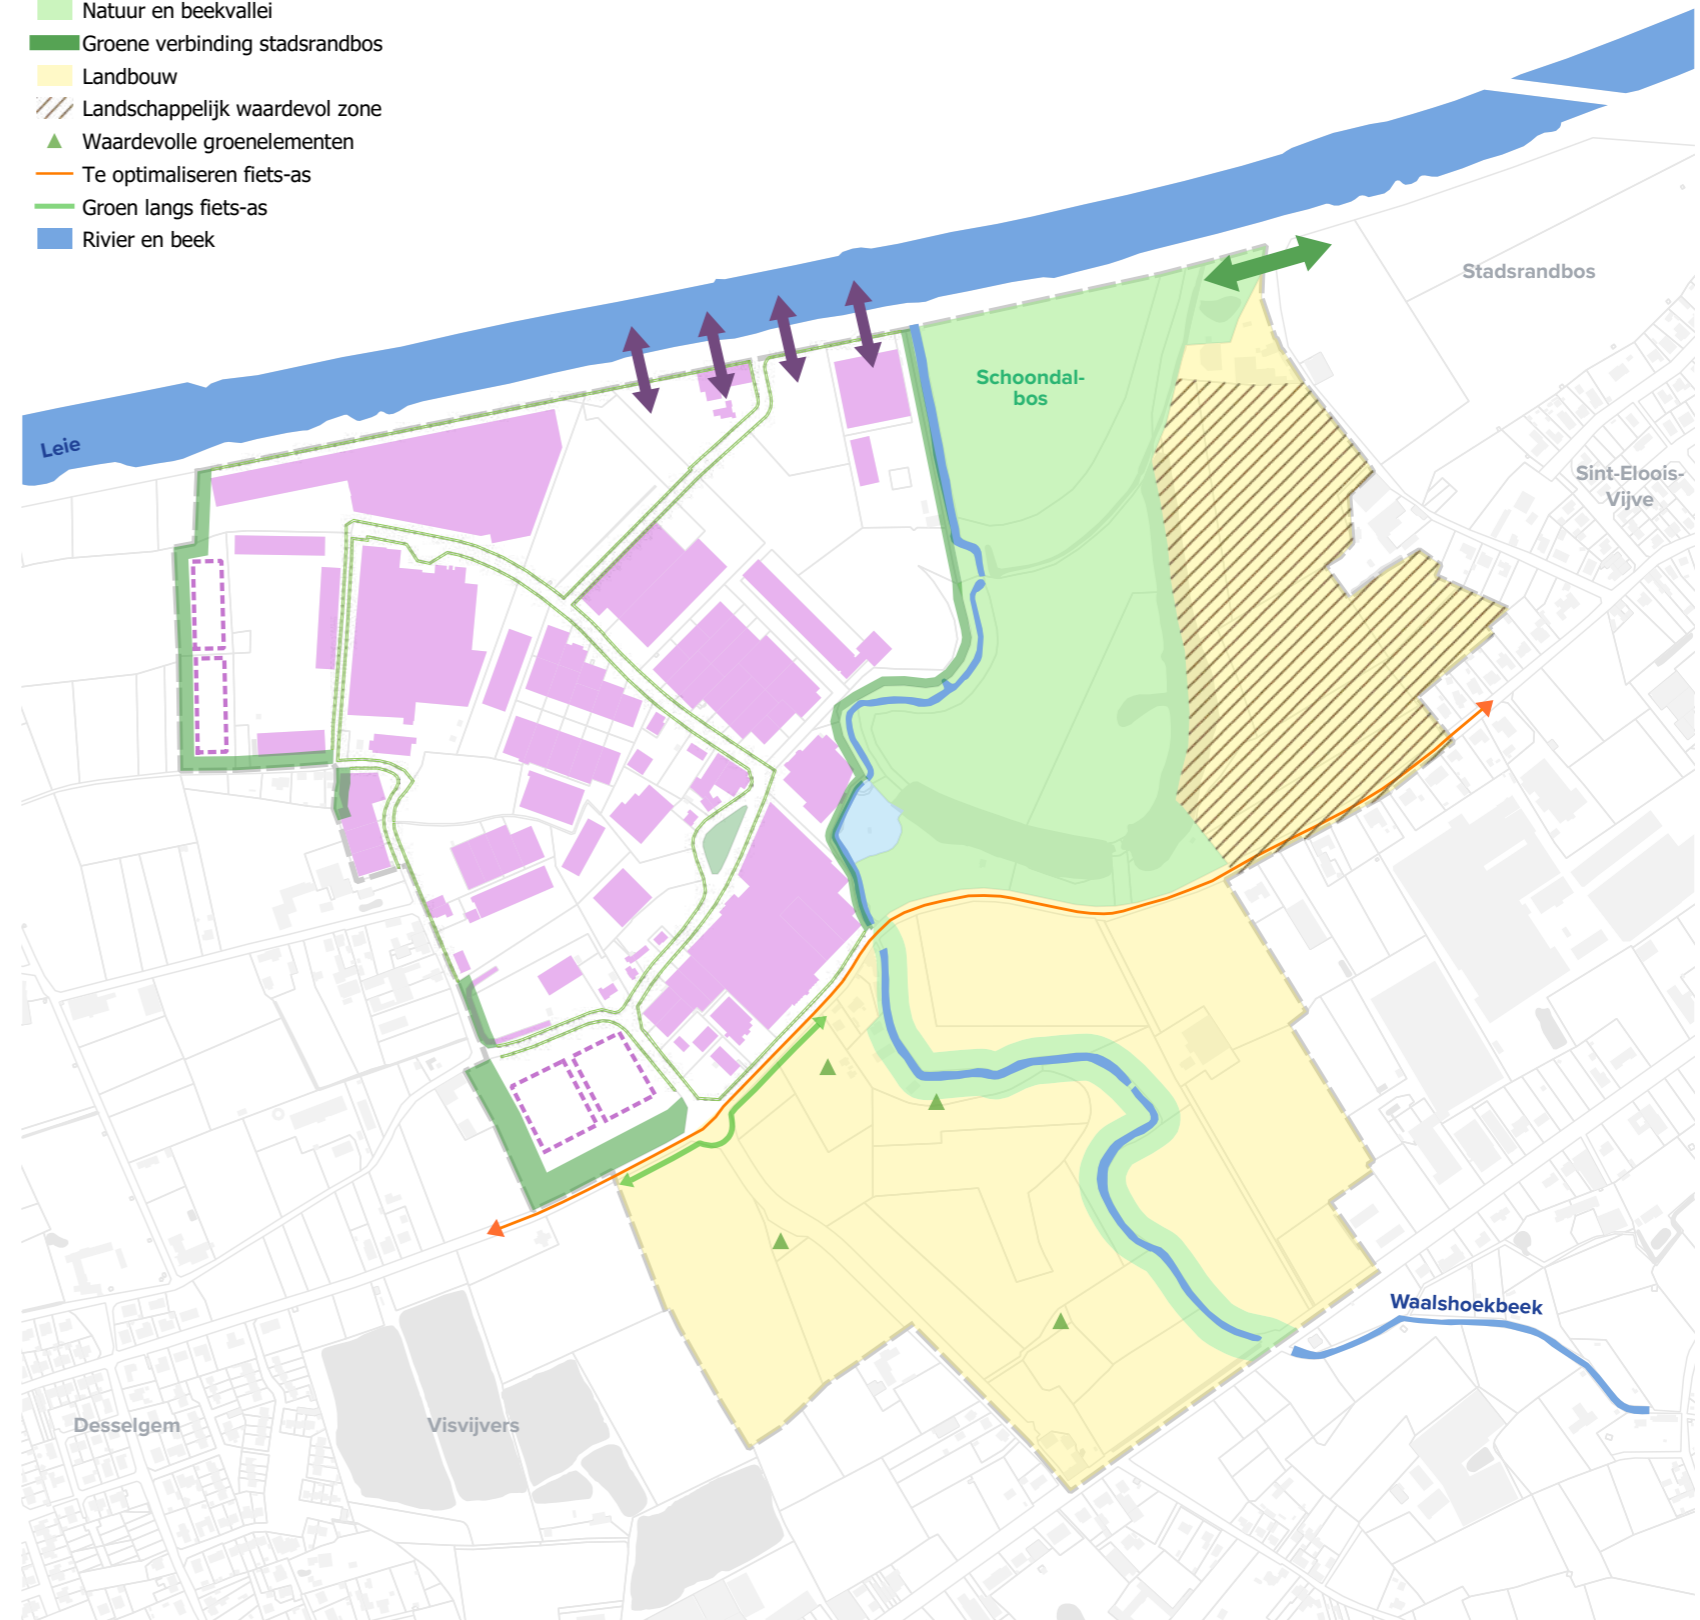 Natuur en beekvallei
Groene verbinding stadsrandbos
Landbouw
Landschappelijk waardevol zone
Waardevolle groenelementen
Te optimaliseren fiets-as
Groen langs fiets-as
Rivier en beek
Stadsrandbos
Schoondal-
bos
Leie
Sint-Eloois-
Vijve
Waalshoekbeek
Desselgem
Visvijvers